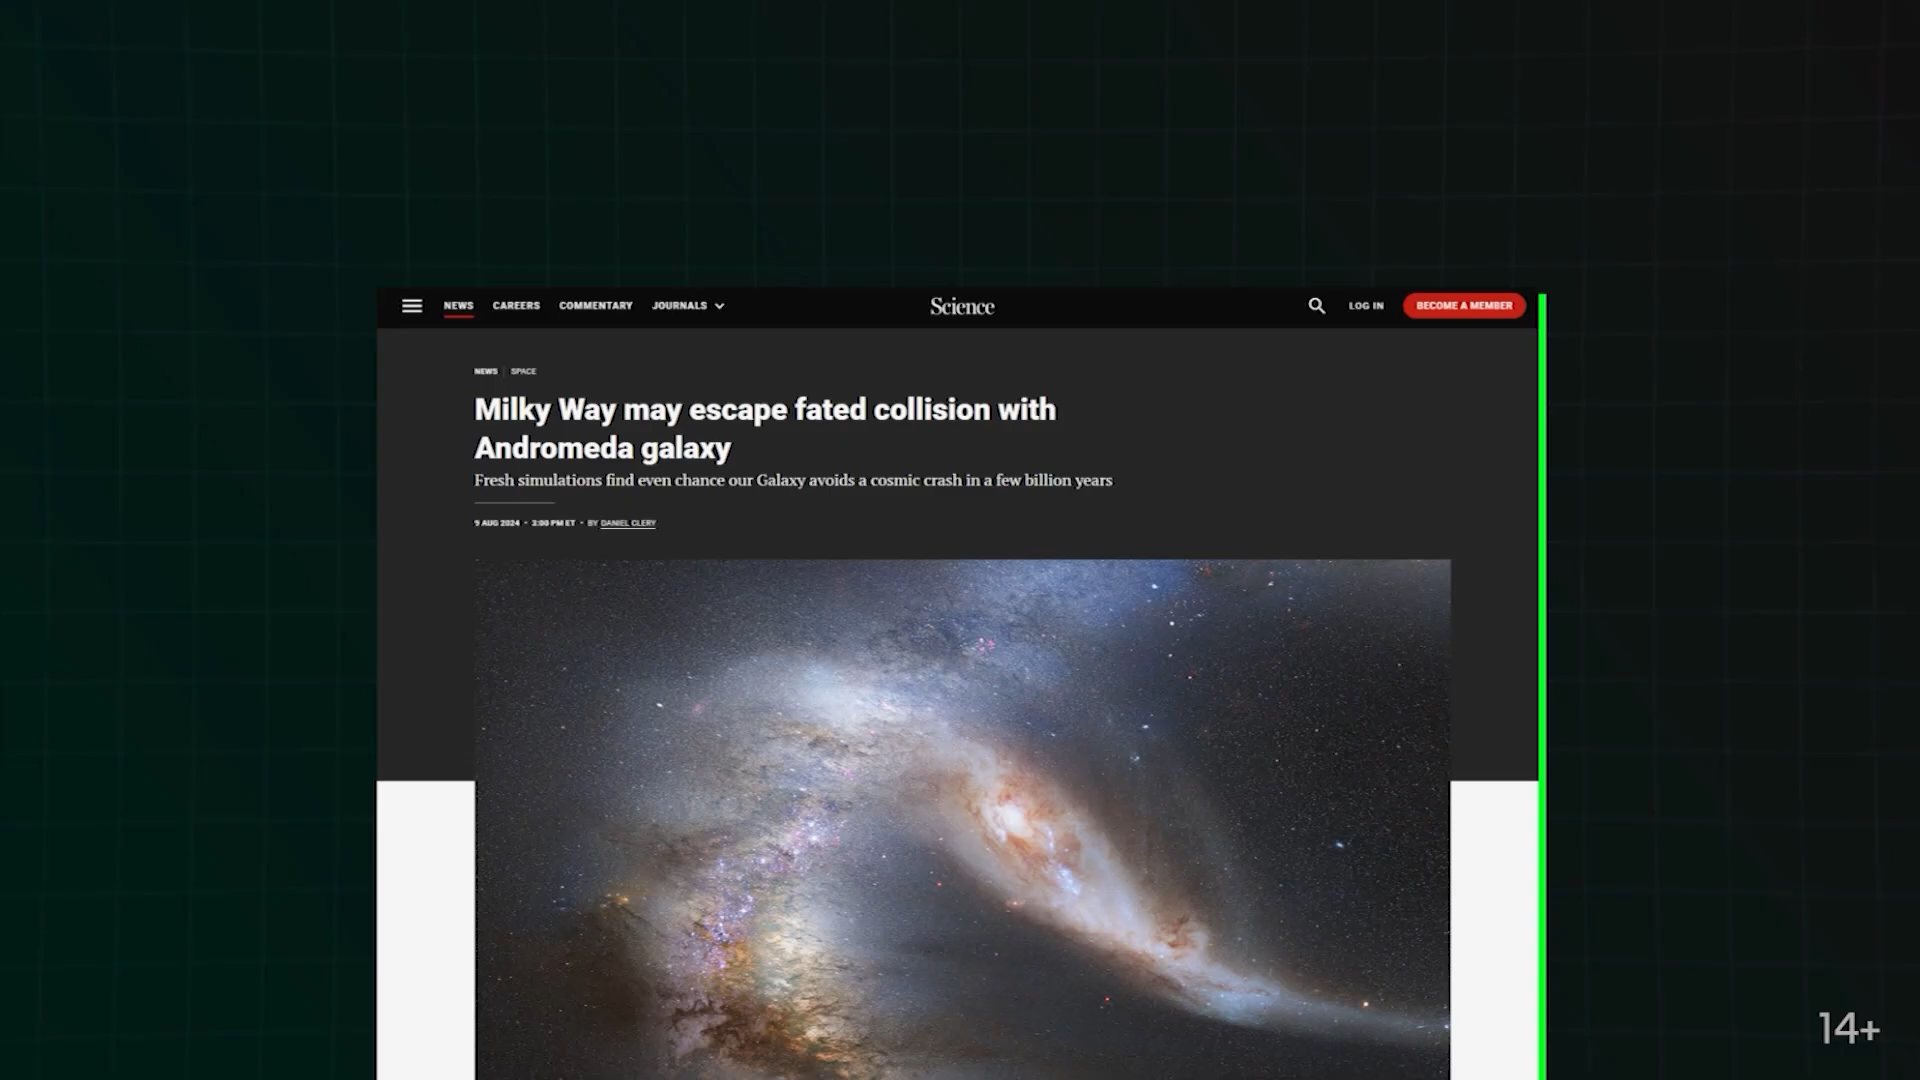 NEWS CAREERS COMMENTARY JOURNALS Science LOG IN BECOME A MEMBER
NEWS SPACE
Milky Way may escape fated collision with
Andromeda galaxy
Fresh simulations find even chance our Galaxy avoids a cosmic crash in a few billion years
9 AUG 2024 • 3:00 PM ET • BY DANIEL CLERY
14+